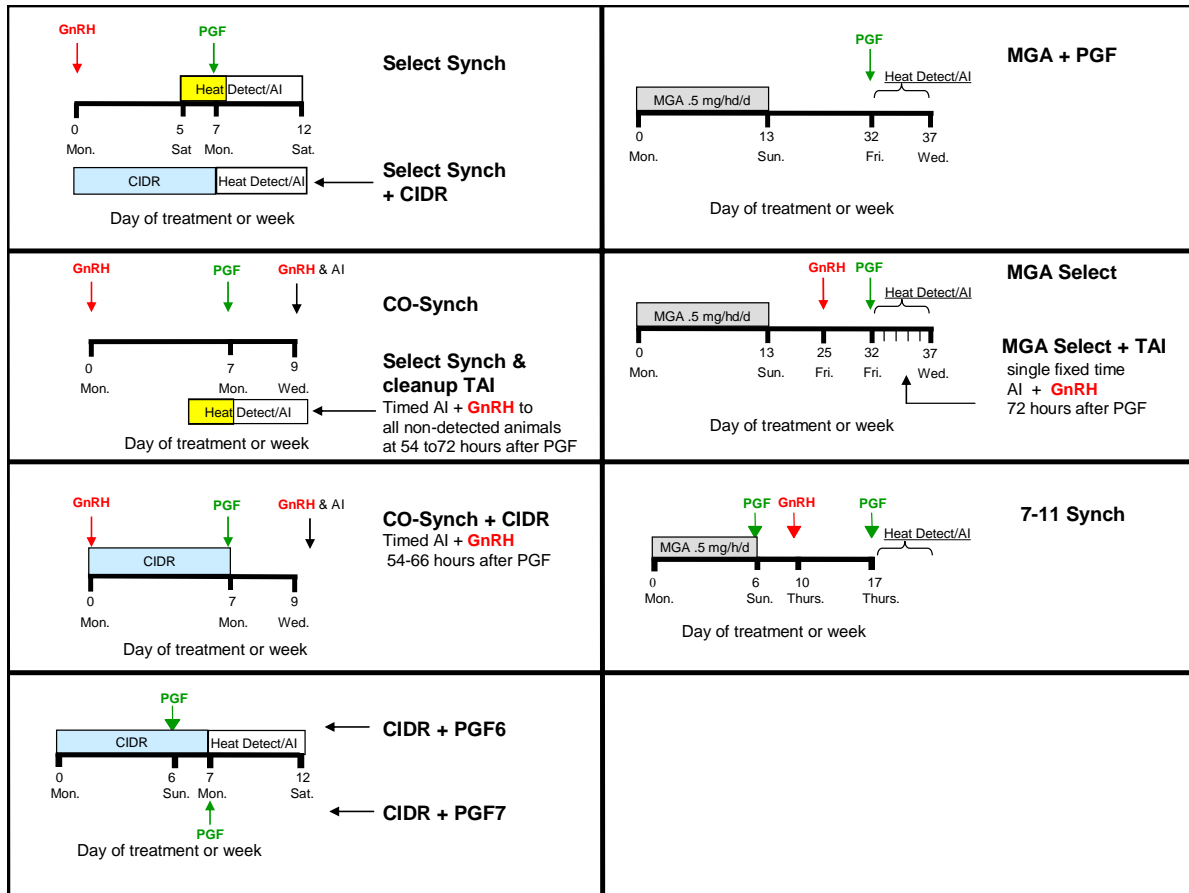 GnRH
PGF
Select Synch
Heat Detect/AI
0 5 7 12
Mon. Sat Mon. Sat.
CIDR Heat Detect/AI
Select Synch
+ CIDR
Day of treatment or week
PGF
MGA + PGF
Heat Detect/AI
MGA .5 mg/hd/d
0 13 32 37
Mon. Sun. Fri. Wed.
Day of treatment or week
GnRH PGF GnRH & AI
CO-Synch
0 7 9
Mon. Mon. Wed.
Select Synch &
cleanup TAI
Heat Detect/AI
Timed AI + GnRH to
all non-detected animals
at 54 to72 hours after PGF
Day of treatment or week
GnRH PGF
MGA Select
Heat Detect/AI
MGA .5 mg/hd/d
0 13 25 32 37
Mon. Sun. Fri. Fri. Wed.
MGA Select + TAI
single fixed time
AI + GnRH
72 hours after PGF
Day of treatment or week
GnRH PGF GnRH & AI
CO-Synch + CIDR
Timed AI + GnRH
54-66 hours after PGF
CIDR
0 7 9
Mon. Mon. Wed.
Day of treatment or week
PGF GnRH PGF
7-11 Synch
Heat Detect/AI
MGA .5 mg/h/d
0 6 10 17
Mon. Sun. Thurs. Thurs.
Day of treatment or week
PGF
CIDR + PGF6
CIDR Heat Detect/AI
0 6 7 12
Mon. Sun. Mon. Sat.
CIDR + PGF7
PGF
Day of treatment or week